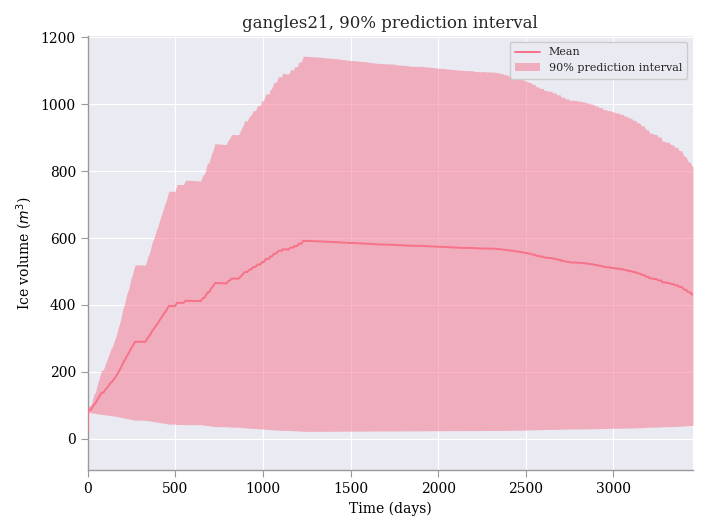 gangles21, 90% prediction interval
Mean
90% prediction interval
1200
1000
800
600
400
200
0
Ice volume (m³)
0 500 1000 1500 2000 2500 3000
Time (days)